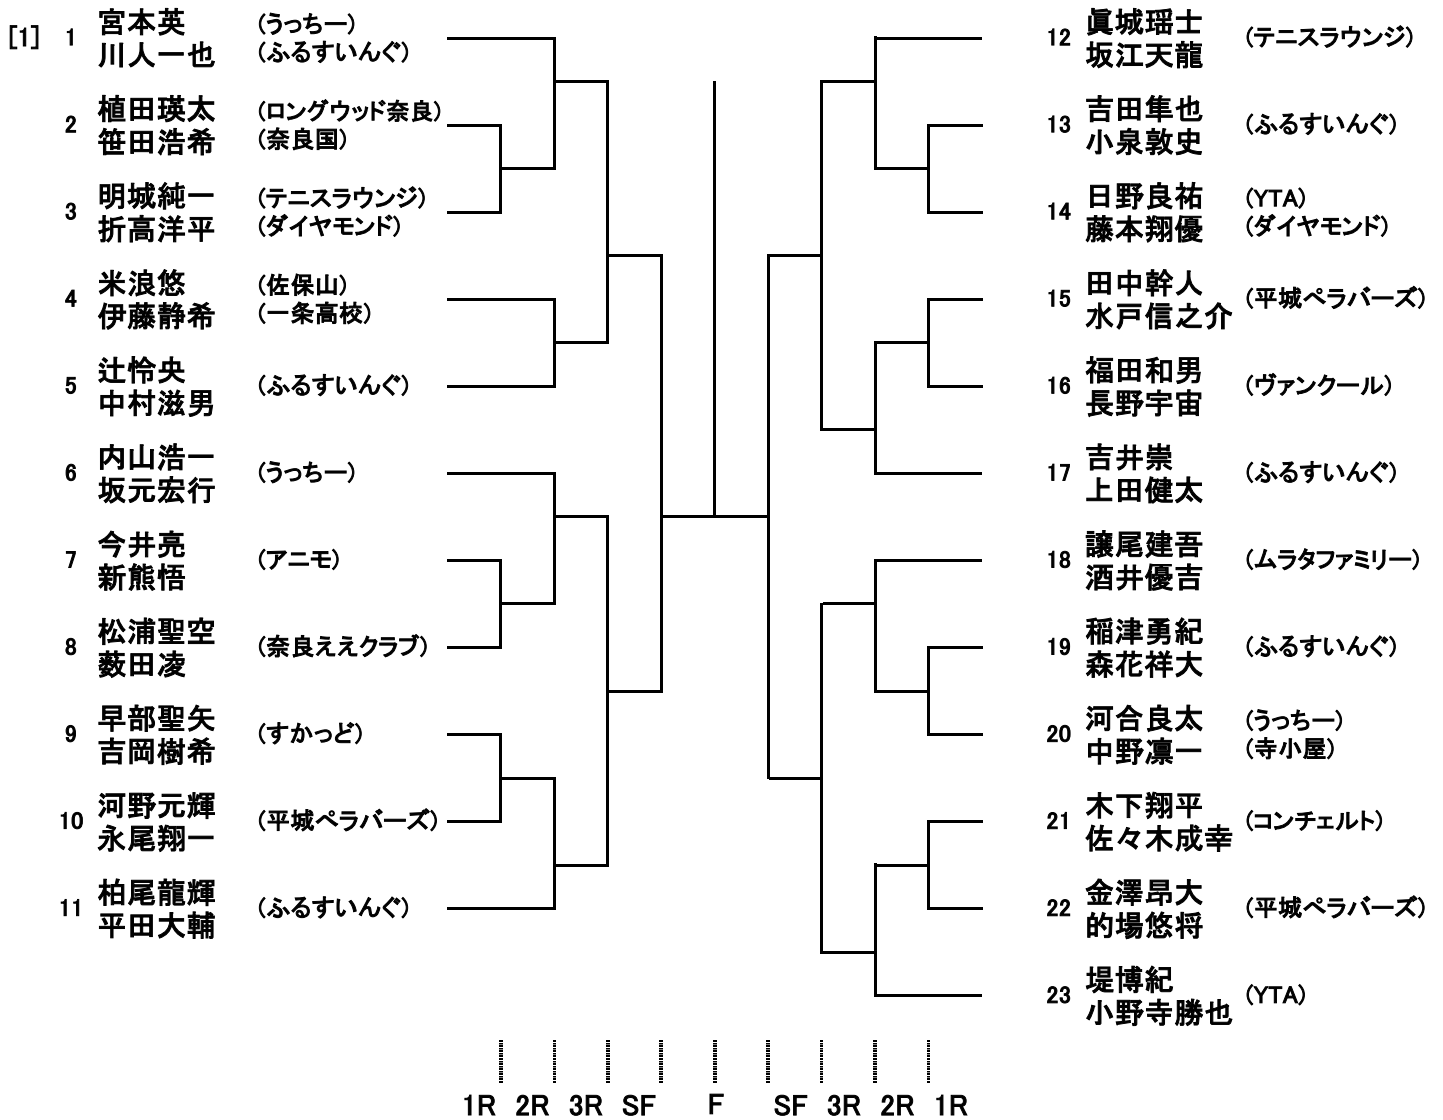 [1] 1 宮本英 (うっちー)
川人一也 (ふるすいんぐ)
2 植田瑛太 (ロングウッド奈良)
笹田浩希 (奈良国)
3 明城純一 (テニスラウンジ)
折高洋平 (ダイヤモンド)
4 米浪悠 (佐保山)
伊藤静希 (一条高校)
5 辻怜央 (ふるすいんぐ)
中村滋男
6 内山浩一 (うっちー)
坂元宏行
7 今井亮 (アニモ)
新熊悟
8 松浦聖空 (奈良ええクラブ)
薮田凌
9 早部聖矢 (すかっど)
吉岡樹希
10 河野元輝 (平城ペラバーズ)
永尾翔一
11 柏尾龍輝 (ふるすいんぐ)
平田大輔
12 眞城瑶士 (テニスラウンジ)
坂江天龍
13 吉田隼也 (ふるすいんぐ)
小泉敦史
14 日野良祐 (YTA)
藤本翔優 (ダイヤモンド)
15 田中幹人 (平城ペラバーズ)
水戸信之介
16 福田和男 (ヴァンクール)
長野宇宙
17 吉井崇 (ふるすいんぐ)
上田健太
18 譲尾建吾 (ムラタファミリー)
酒井優吉
19 稲津勇紀 (ふるすいんぐ)
森花祥大
20 河合良太 (うっちー)
中野凛一 (寺小屋)
21 木下翔平 (コンチェルト)
佐々木成幸
22 金澤昂大 (平城ペラバーズ)
的場悠将
23 堤博紀 (YTA)
小野寺勝也
1R 2R 3R SF F SF 3R 2R 1R